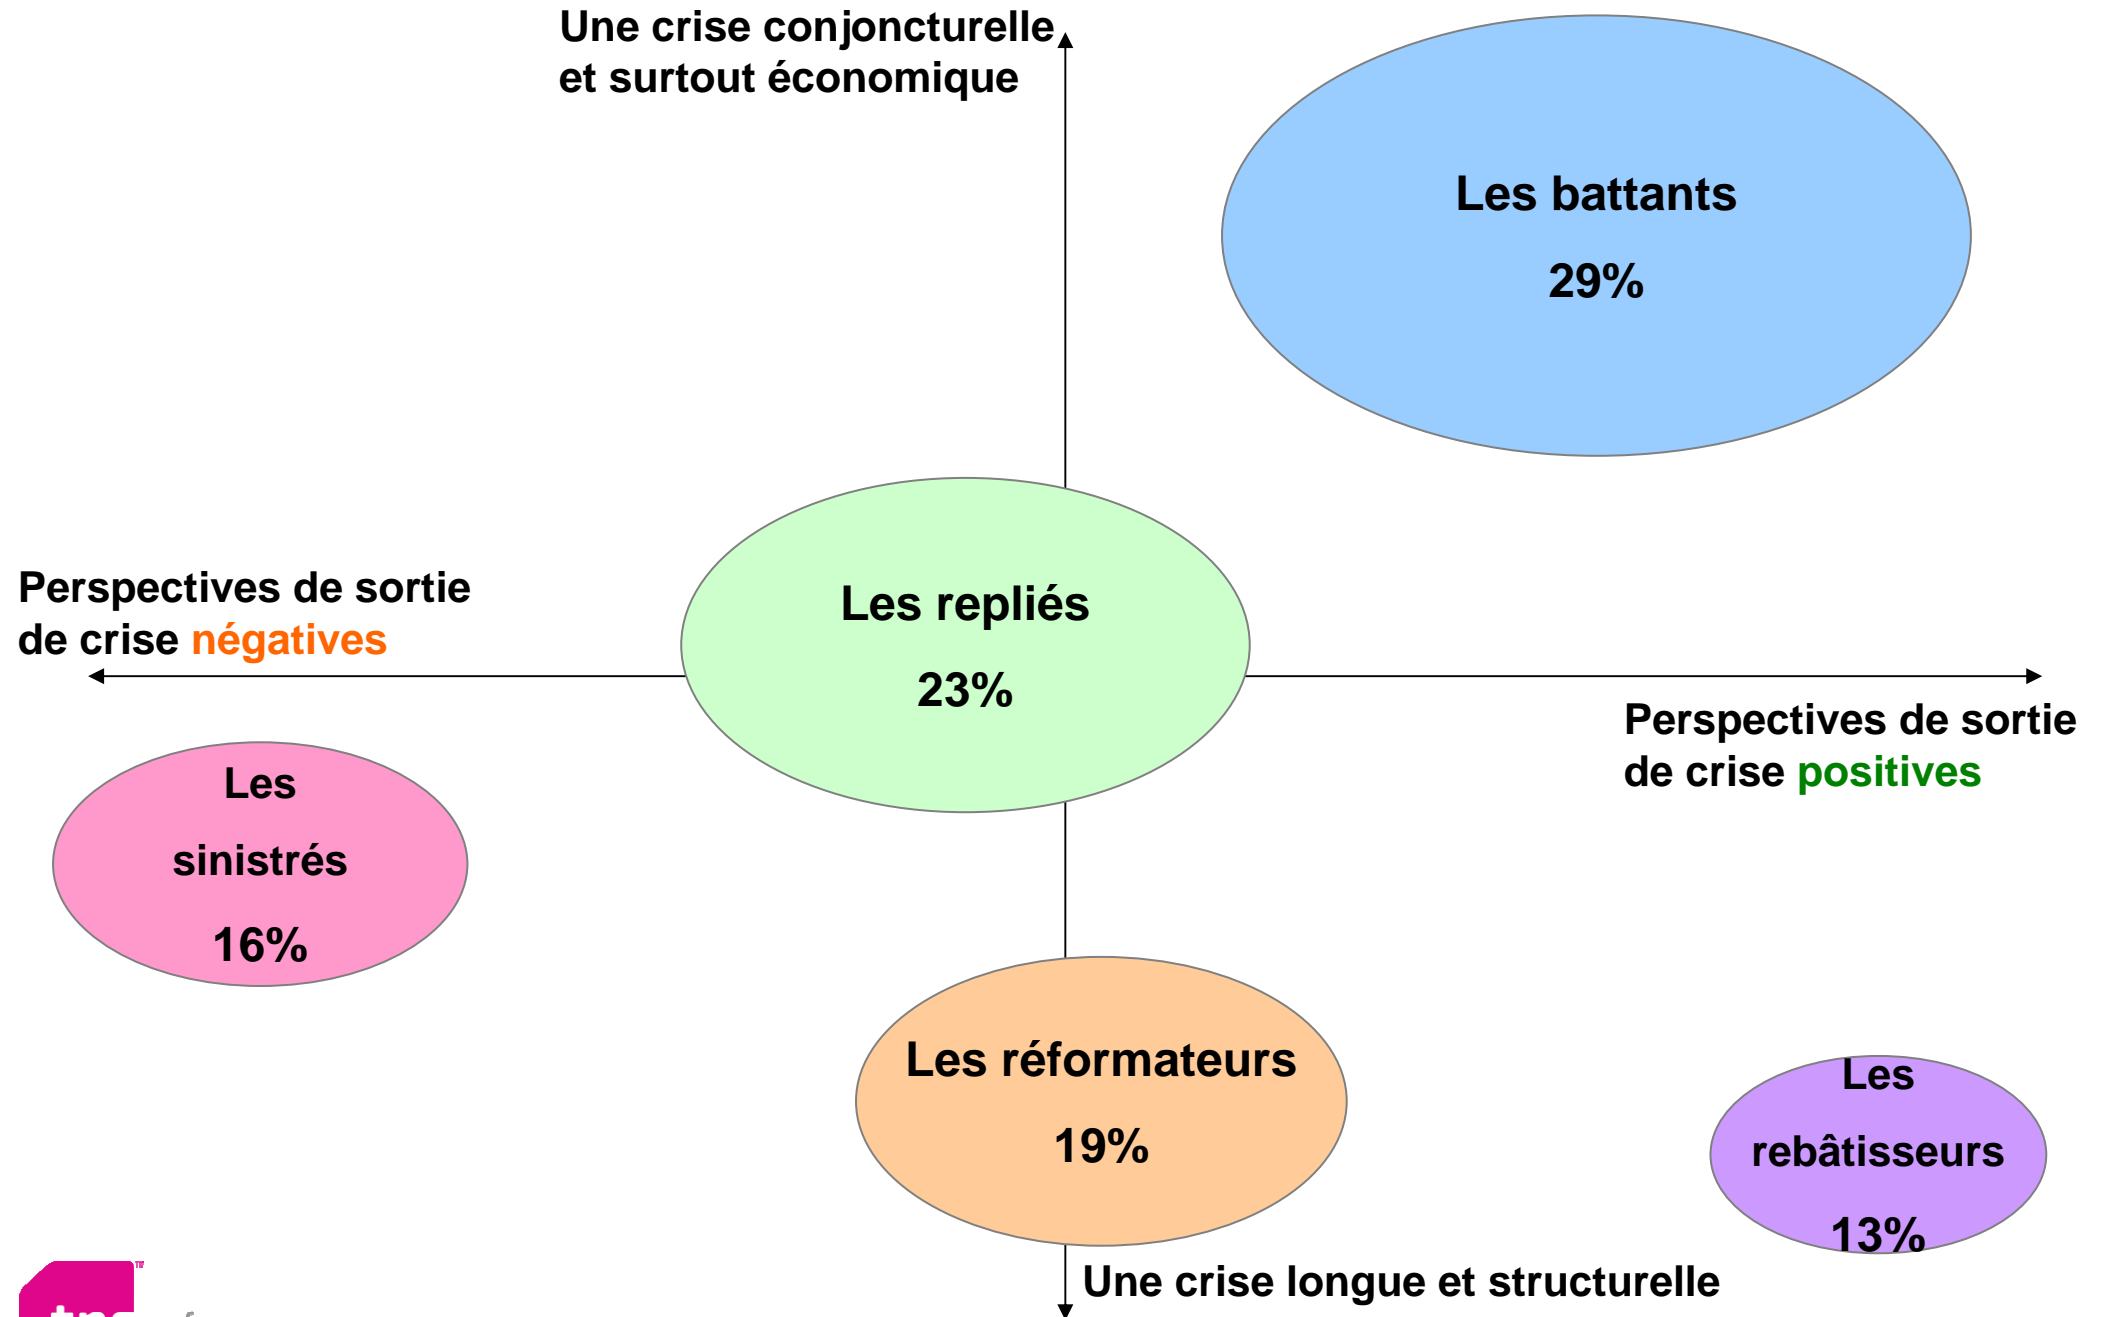 Une crise conjoncturelle
et surtout économique
Les battants
29%
Perspectives de sortie
de crise négatives
Les repliés
23%
Perspectives de sortie
de crise positives
Les
sinistrés
16%
Les réformateurs
19%
Les
rebâtisseurs
13%
Une crise longue et structurelle